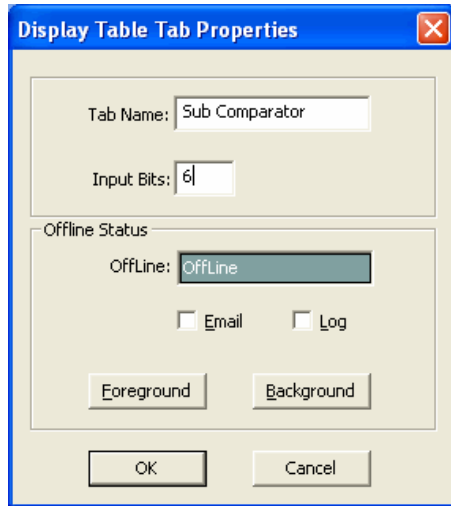 Display Table Tab Properties
Tab Name: Sub Comparator
Input Bits: 6
Offline Status
OffLine: OffLine
Email Log
Foreground Background
OK Cancel